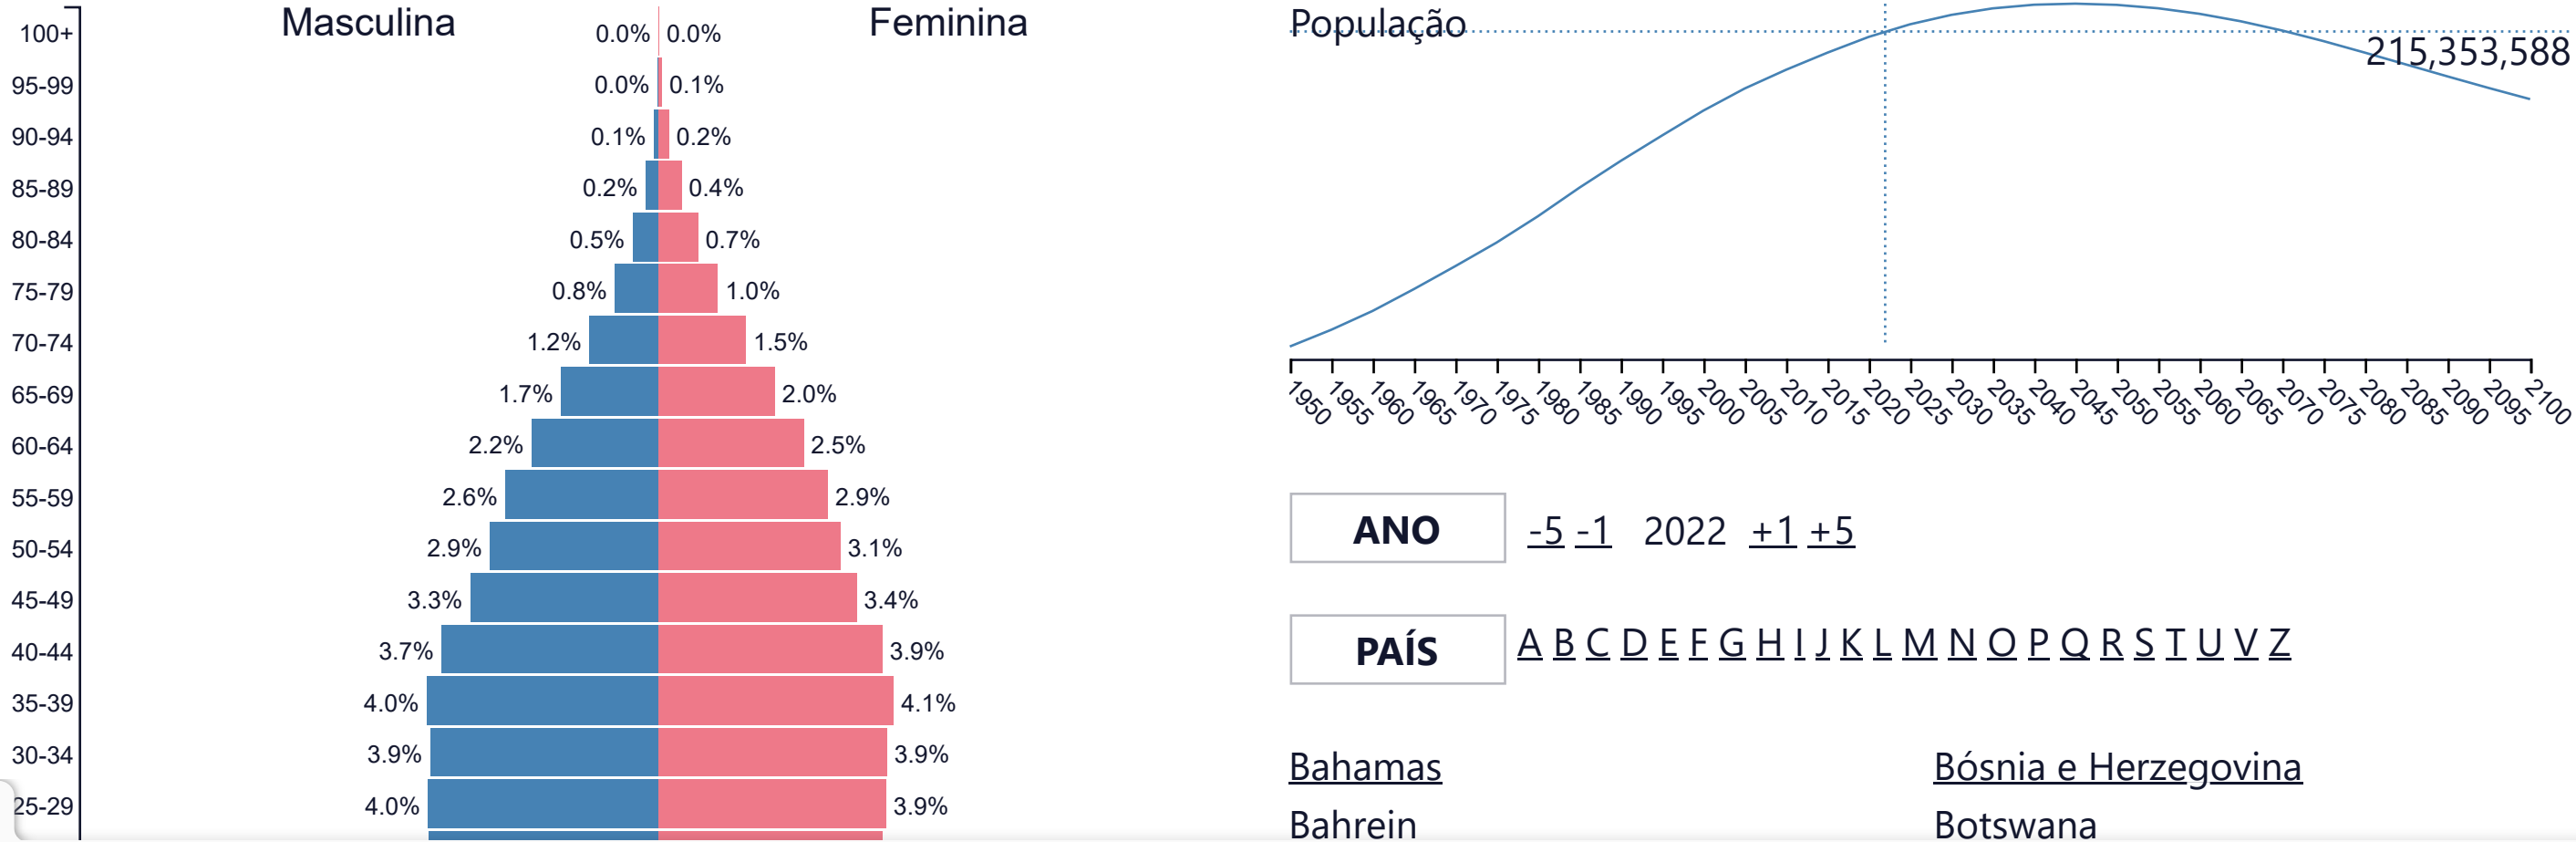 Masculina Feminina
100+ 0.0% 0.0%
95-99 0.0% 0.1%
90-94 0.1% 0.2%
85-89 0.2% 0.4%
80-84 0.5% 0.7%
75-79 0.8% 1.0%
70-74 1.2% 1.5%
65-69 1.7% 2.0%
60-64 2.2% 2.5%
55-59 2.6% 2.9%
50-54 2.9% 3.1%
45-49 3.3% 3.4%
40-44 3.7% 3.9%
35-39 4.0% 4.1%
30-34 3.9% 3.9%
25-29 4.0% 3.9%
População
215,353,588
1950 1955 1960 1965 1970 1975 1980 1985 1990 1995 2000 2005 2010 2015 2020 2025 2030 2035 2040 2045 2050 2055 2060 2065 2070 2075 2080 2085 2090 2095 2100
ANO -5 -1 2022 +1 +5
PAÍS A B C D E F G H I J K L M N O P Q R S T U V Z
Bahamas Bósnia e Herzegovina
Bahrein Botswana